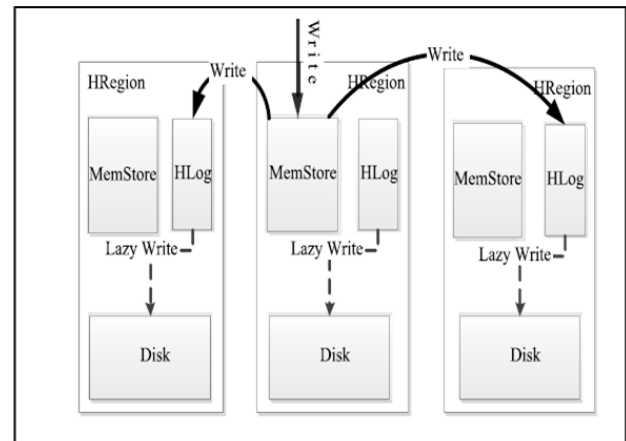 Write
Write
Write
HRegion
HRegion
HRegion
MemStore
HLog
MemStore
HLog
MemStore
HLog
Lazy Write
Lazy Write
Lazy Write
Disk
Disk
Disk